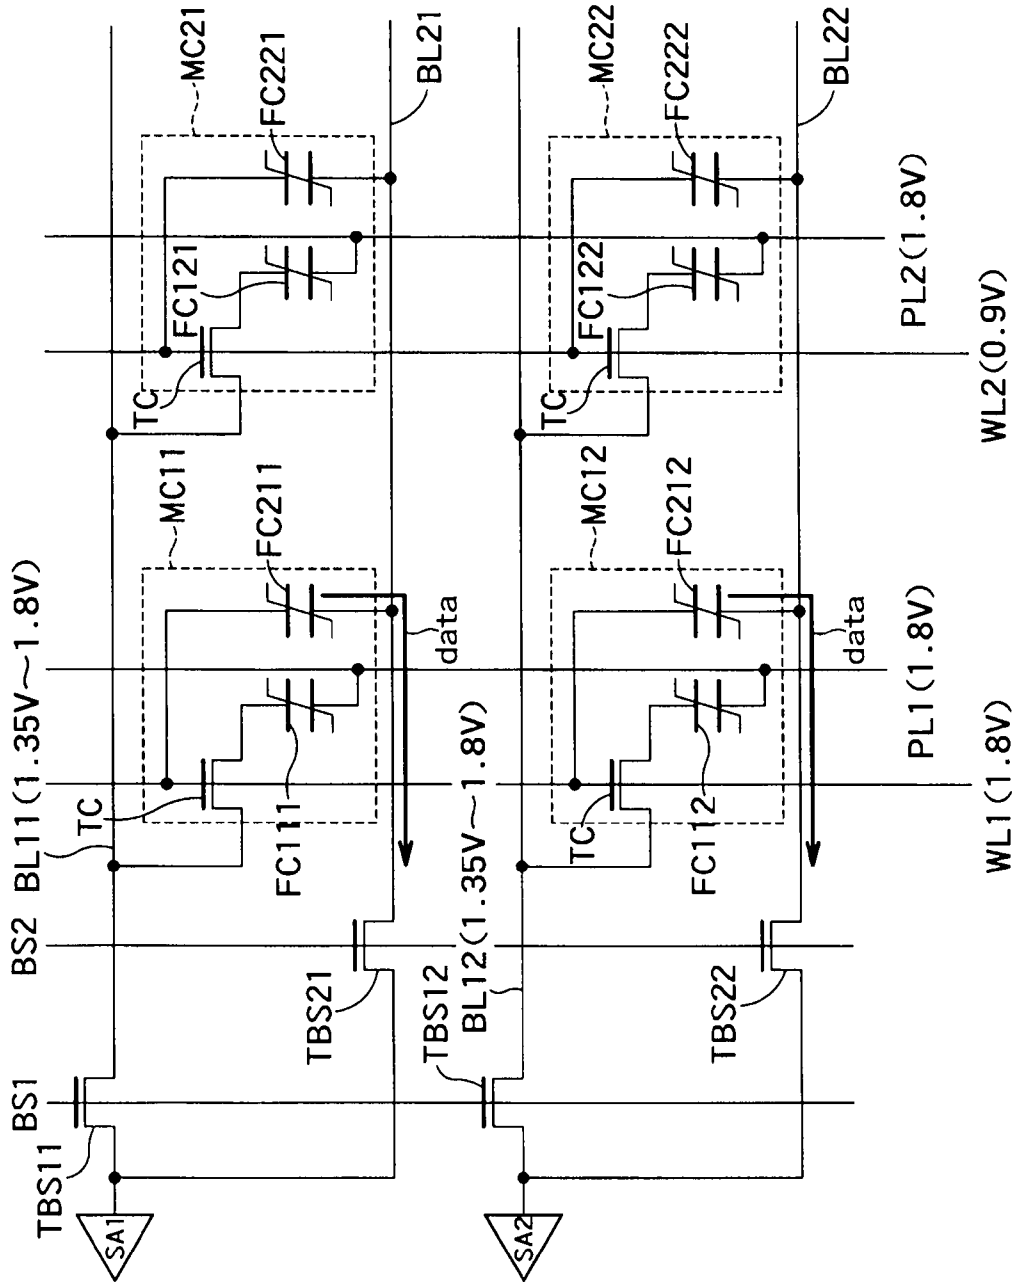 MC21
FC221
BL21
MC22
FC222
BL22
FC121
TC
FC122
TC
PL2(1.8V)
WL2(0.9V)
MC11
FC211
data
MC12
FC212
data
BL11(1.35V～1.8V)
TC
FC111
BL12(1.35V～1.8V)
TC
FC112
PL1(1.8V)
WL1(1.8V)
BS2
TBS21
TBS22
BS1
TBS11
TBS12
SA1
SA2